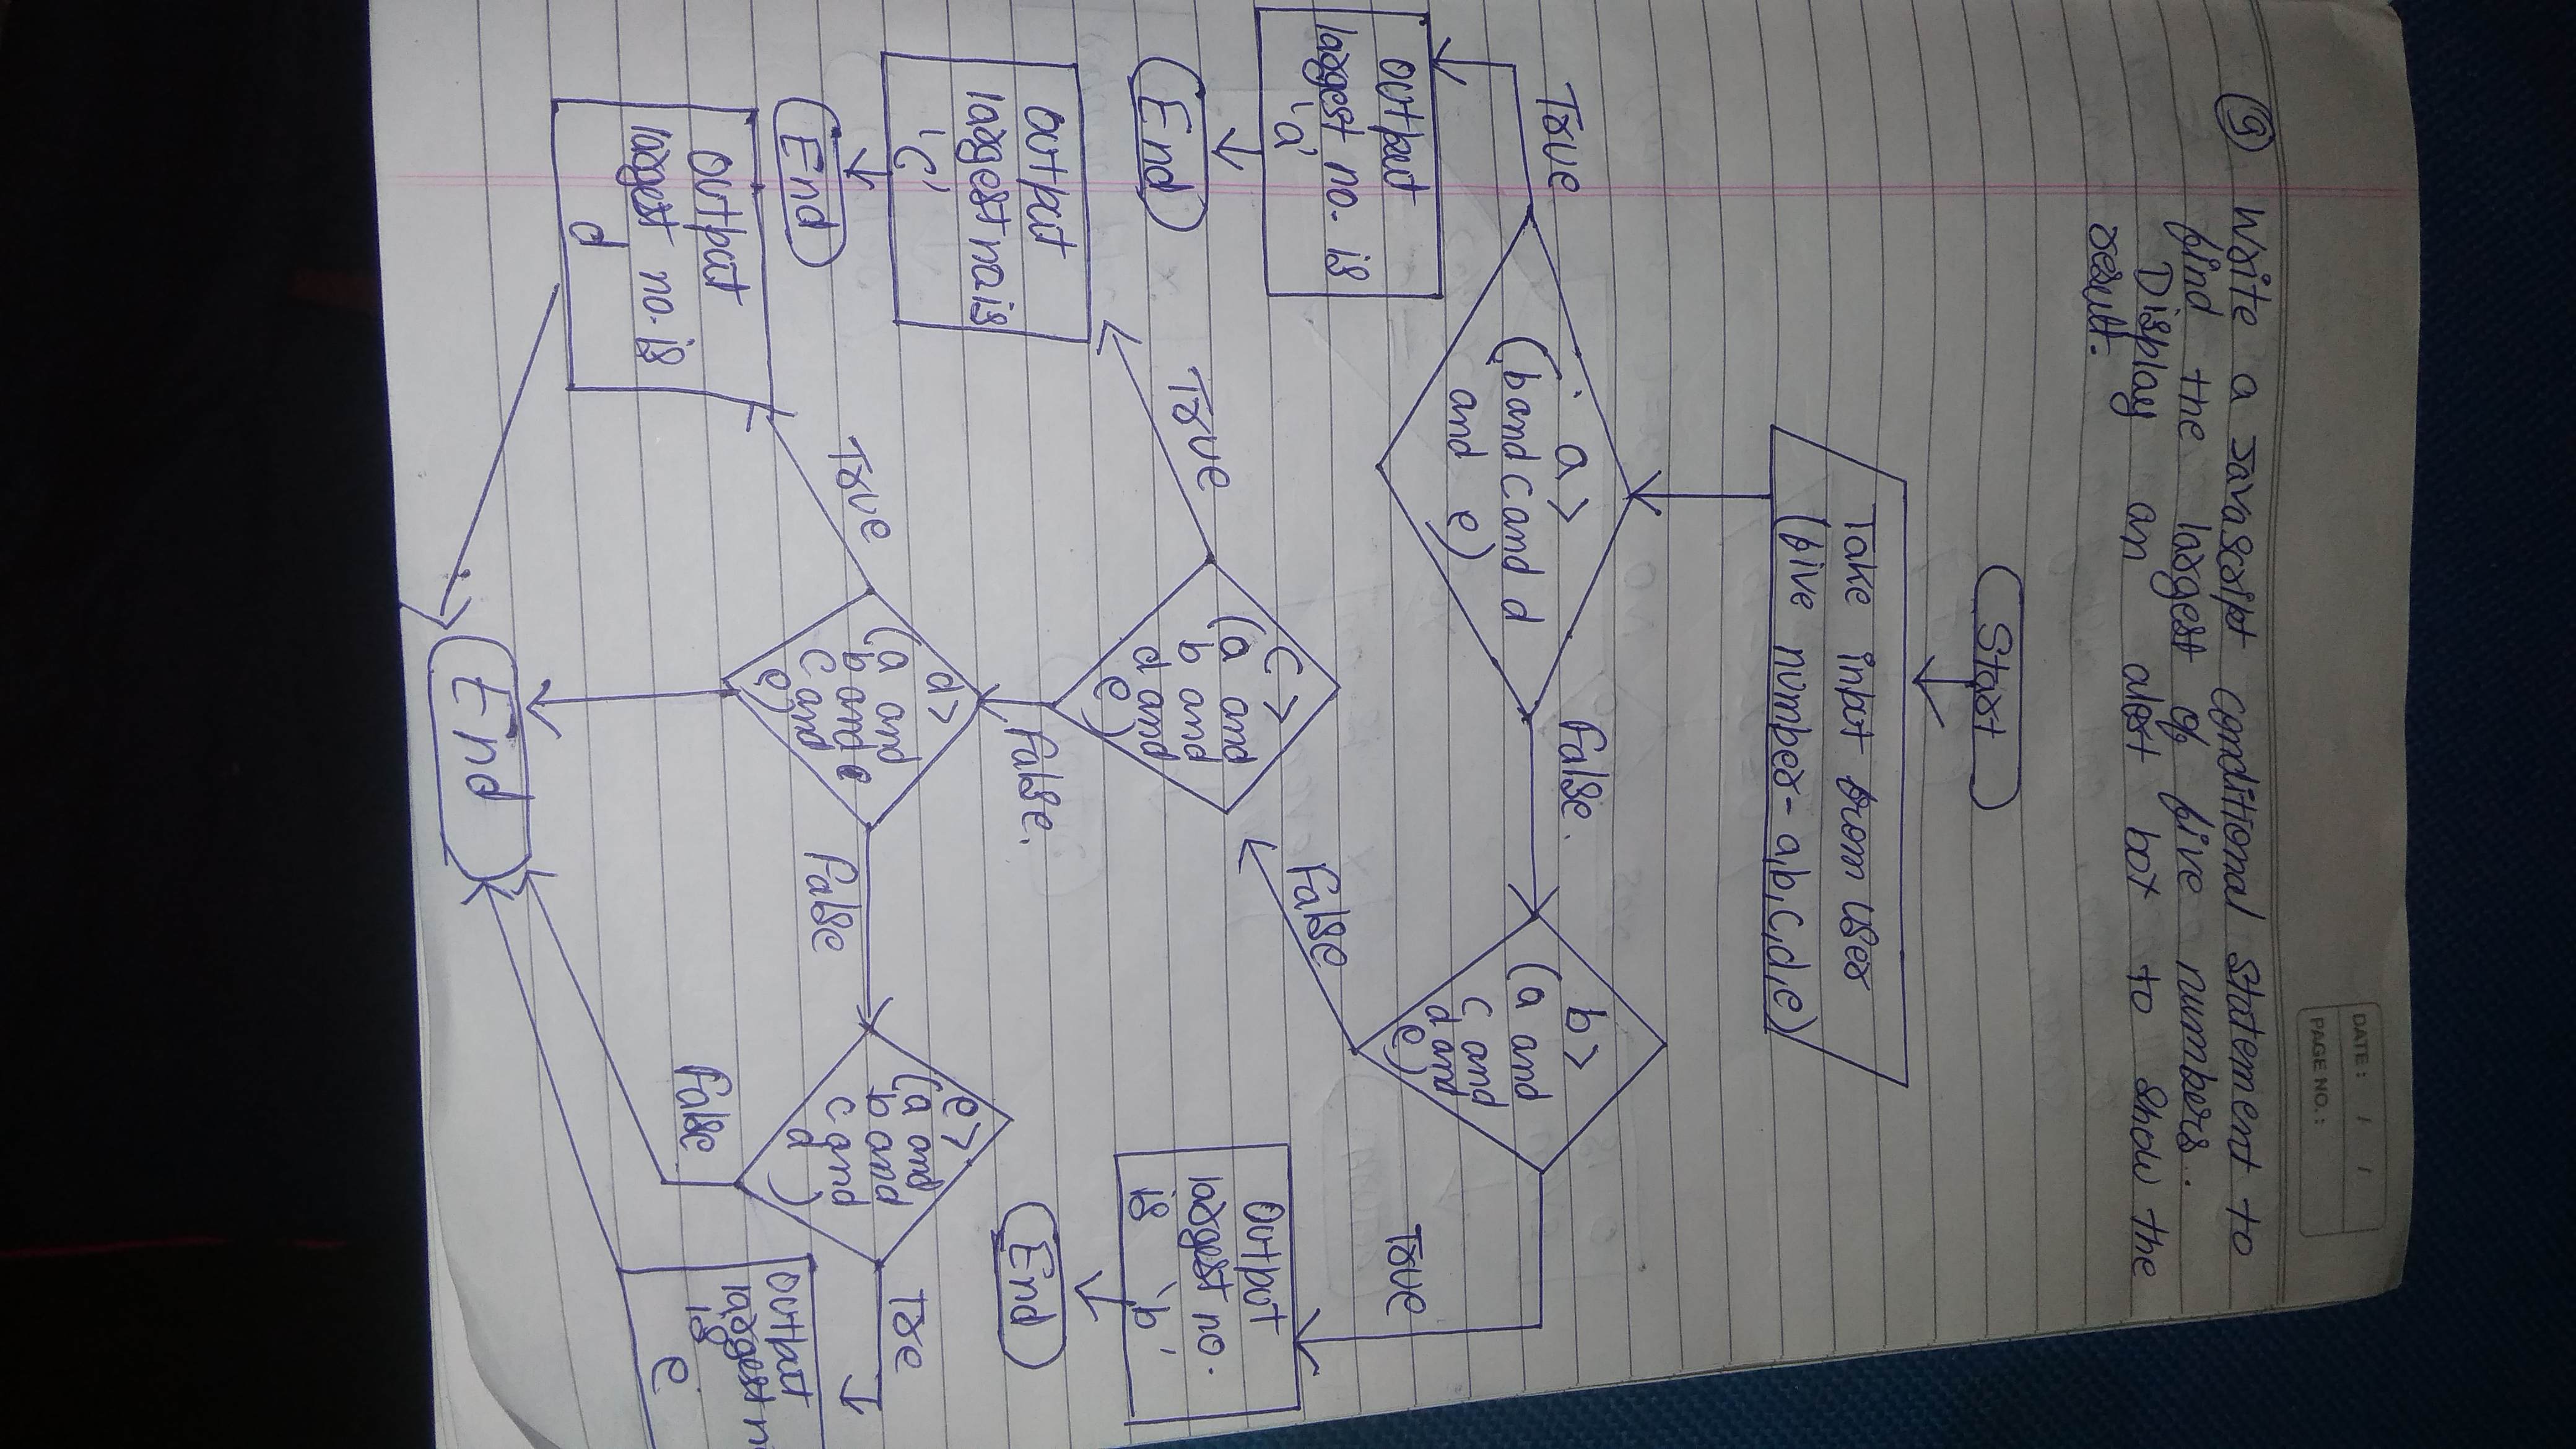 DATE: / /
PAGE NO.:
9 Write a JavaScript conditional statement to
find the largest of five numbers.
Display an alert box to show the
result.
Start
Take input from user
(five number- a,b,c,d,e)
a>
(b and c and d
and e)
True
False.
Output
largest no. is
'a'
End
b>
(a and
c and
d and
e)
True
False
Output
largest no.
is 'b'
End
c>
(a and
b and
d and
e)
True
False.
Output
largest no is
'c'
End
d>
(a and
b and
c and
e)
True
False
Output
largest no. is
d
e>
(a and
b and
c and
d)
True
False
Output
largest n
is
e
End